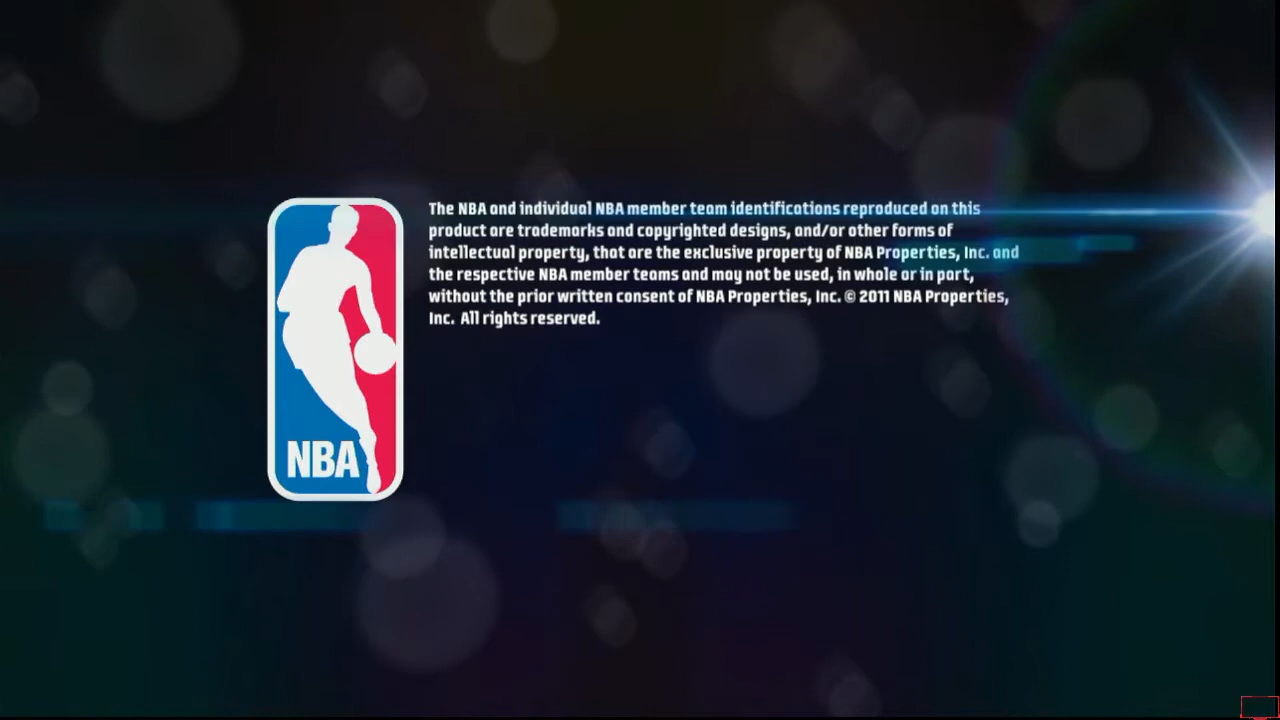 The NBA and individual NBA member team identifications reproduced on this
product are trademarks and copyrighted designs, and/or other forms of
intellectual property, that are the exclusive property of NBA Properties, Inc. and
the respective NBA member teams and may not be used, in whole or in part,
without the prior written consent of NBA Properties, Inc. © 2011 NBA Properties,
Inc. All rights reserved.
NBA